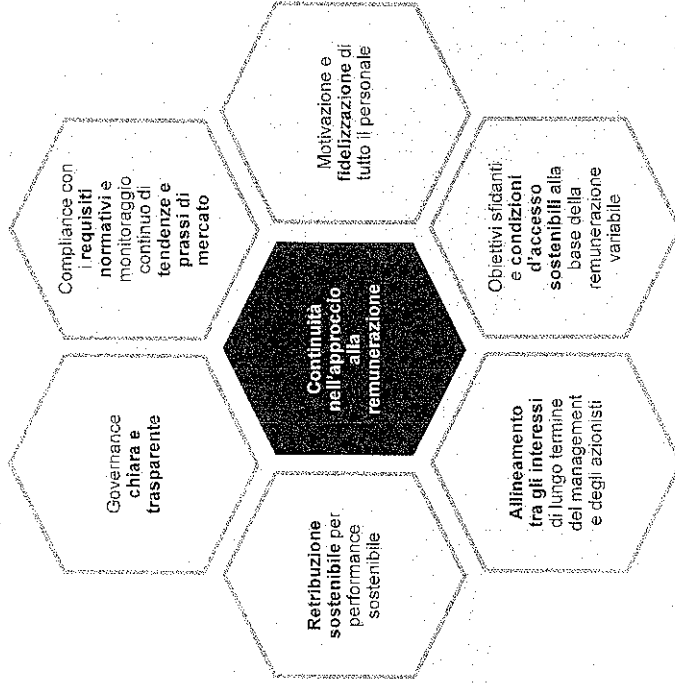 Governance
chiara e
trasparente
Compliance con
i requisiti
normativi e
monitoraggio
continuo di
tendenze e
prassi di
mercato
Retribuzione
sostenibile per
performance
sostenibile
Continuità
nell'approccio
alla
remunerazione
Motivazione e
fidelizzazione di
tutto il personale
Allineamento
tra gli interessi
di lungo termine
del management
e degli azionisti
Obiettivi sfidanti
e condizioni
d'accesso
sostenibili alla
base della
remunerazione
variabile